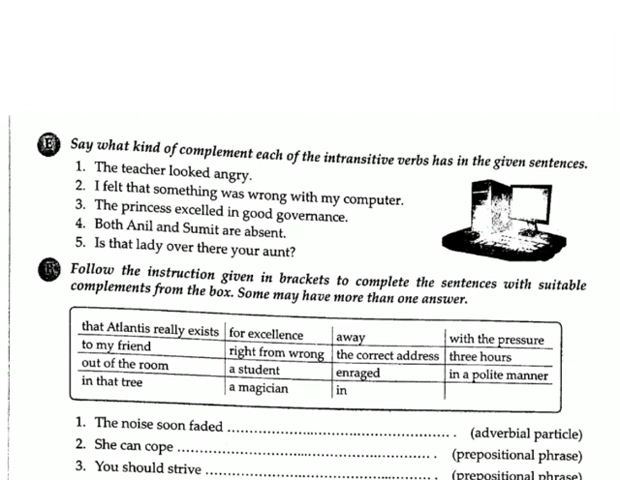 E Say what kind of complement each of the intransitive verbs has in the given sentences.
1. The teacher looked angry.
2. I felt that something was wrong with my computer.
3. The princess excelled in good governance.
4. Both Anil and Sumit are absent.
5. Is that lady over there your aunt?
Follow the instruction given in brackets to complete the sentences with suitable
complements from the box. Some may have more than one answer.
that Atlantis really exists for excellence away with the pressure
to my friend right from wrong the correct address three hours
out of the room a student enraged in a polite manner
in that tree a magician in
1. The noise soon faded .................................................. . (adverbial particle)
2. She can cope .......................................................... . (prepositional phrase)
3. You should strive .................................................... . (prepositional phrase)